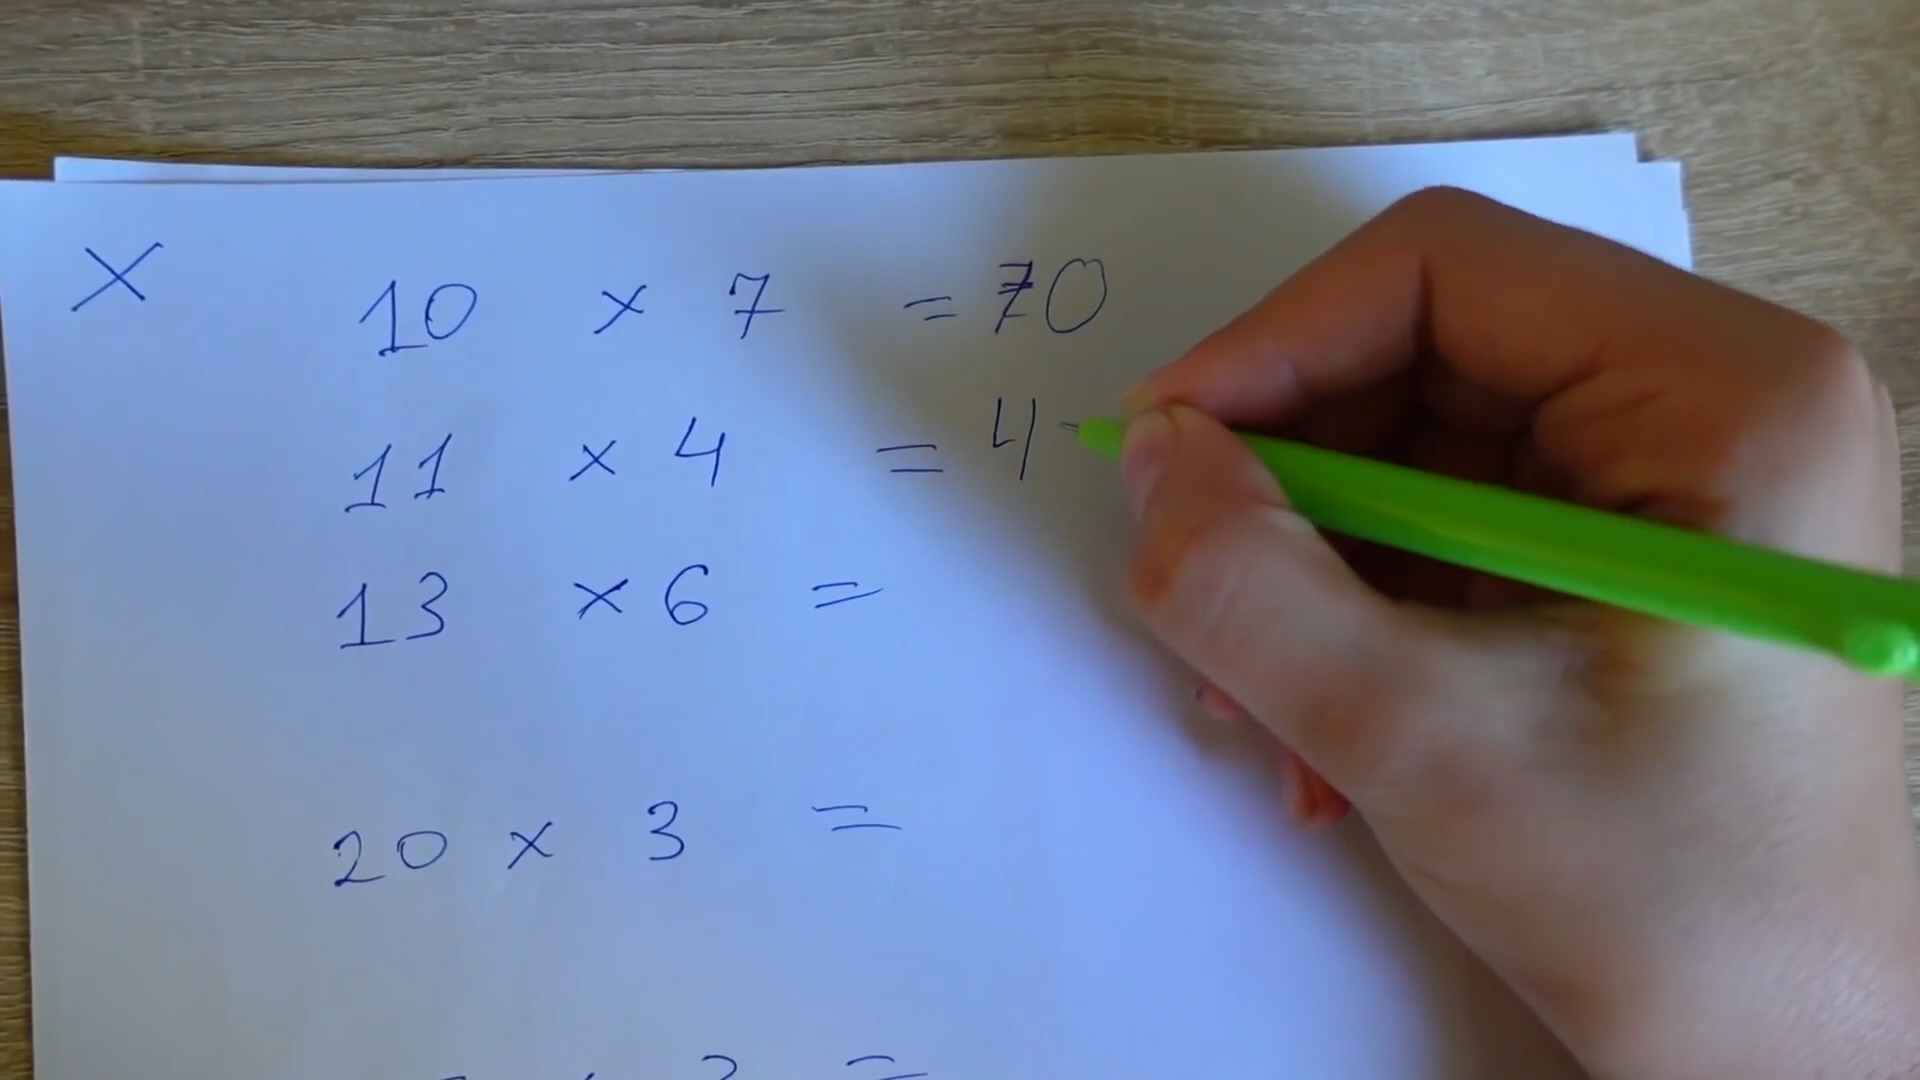 X
10 x 7 = 70
11 x 4 = 4
13 x 6 =
20 x 3 =